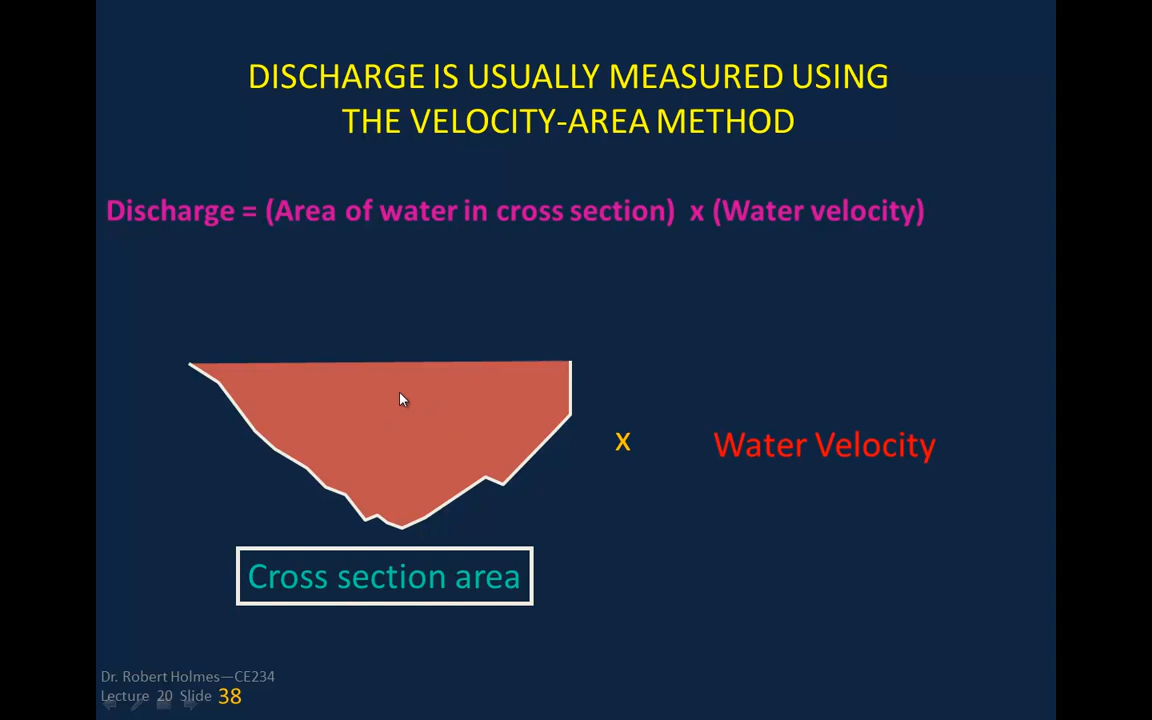 DISCHARGE IS USUALLY MEASURED USING
THE VELOCITY-AREA METHOD
Discharge = (Area of water in cross section) x (Water velocity)
x
Water Velocity
Cross section area
Dr. Robert Holmes—CE234
Lecture 20 Slide 38